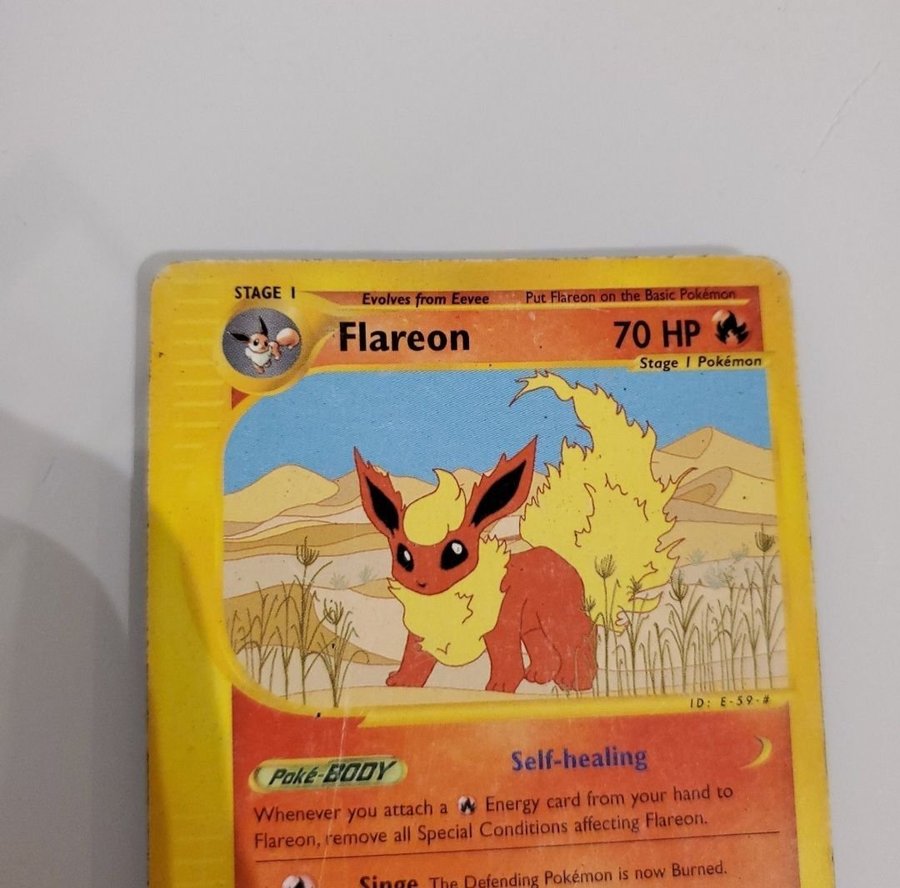 STAGE 1
Evolves from Eevee Put Flareon on the Basic Pokémon
Flareon 70 HP
Stage 1 Pokémon
ID: E-59-#
Poké-BODY Self-healing
Whenever you attach a Energy card from your hand to
Flareon, remove all Special Conditions affecting Flareon.
Singe The Defending Pokémon is now Burned.